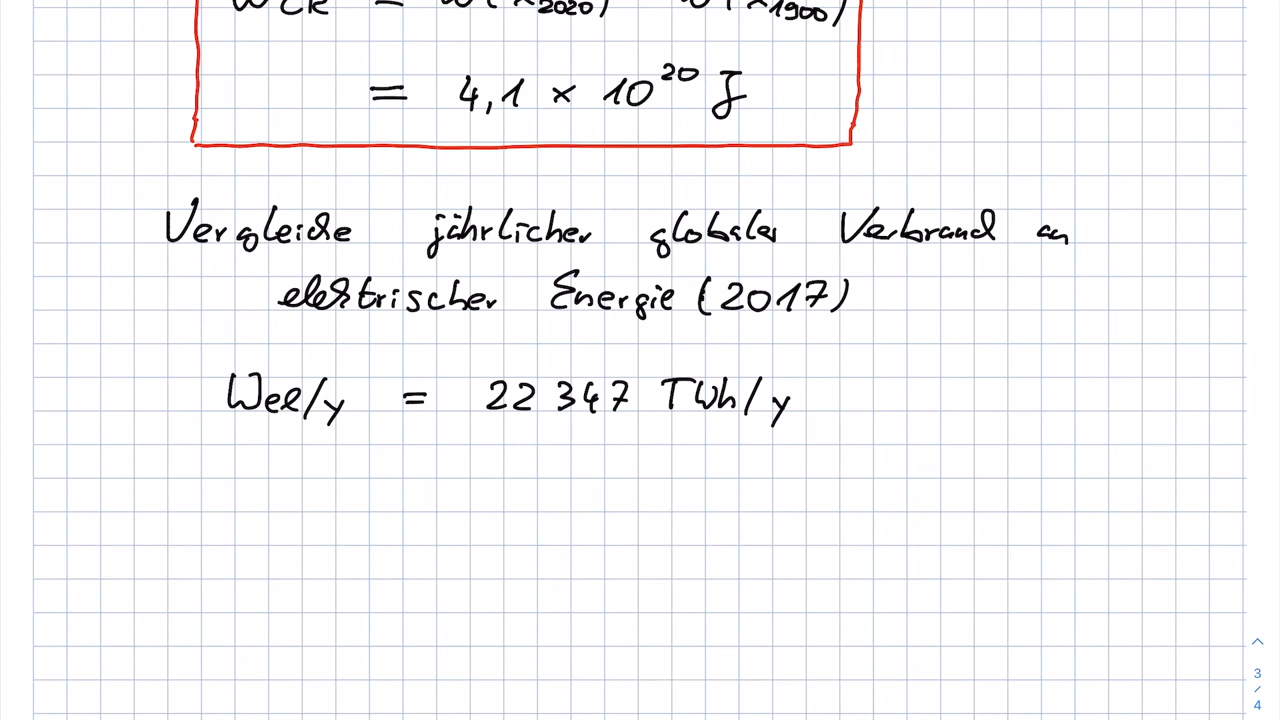 = 4,1 × 10²⁰ J
Vergleiche jährlicher globaler Verbrauch an
elektrischer Energie (2017)
Wel/y = 22 347 TWh/y
3
/
4